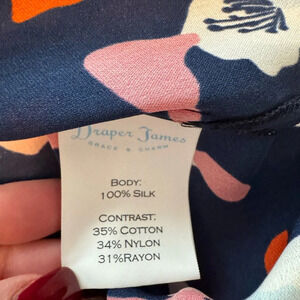 Draper James
GRACE & CHARM
BODY:
100% SILK
CONTRAST:
35% COTTON
34% NYLON
31%RAYON